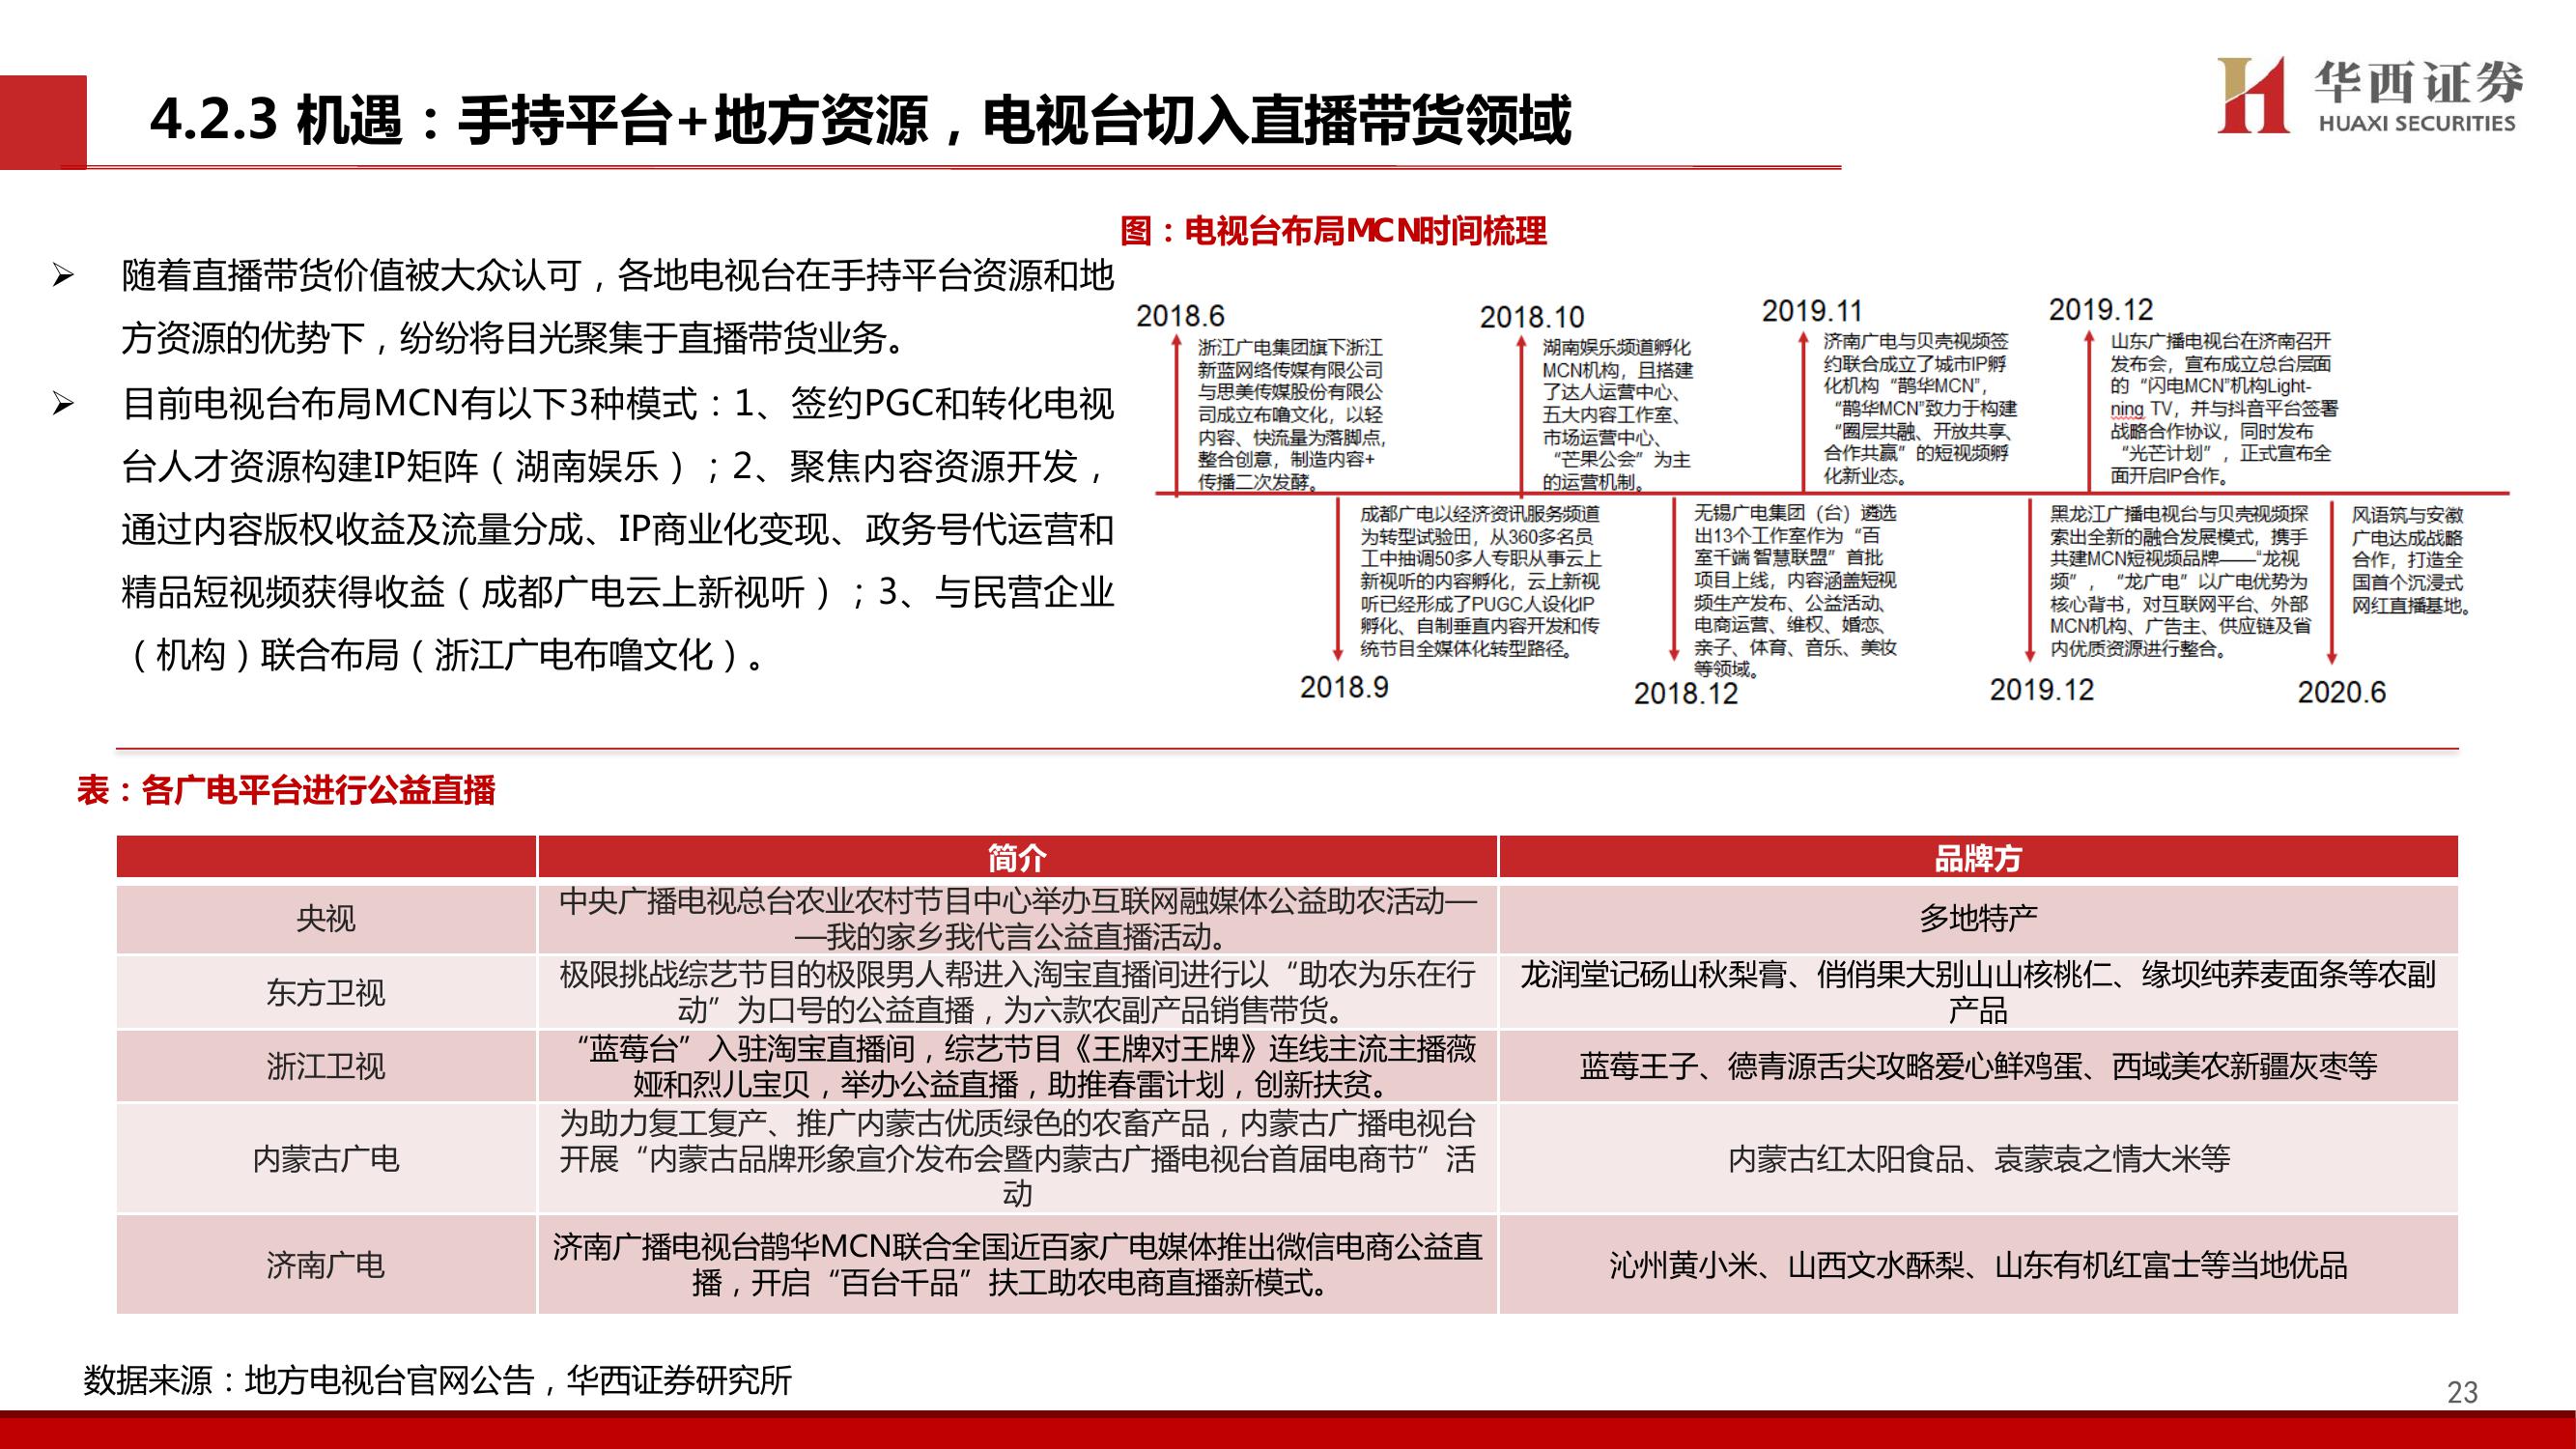 4.2.3 机遇：手持平台+地方资源，电视台切入直播带货领域
华西证券
HUAXI SECURITIES
随着直播带货价值被大众认可，各地电视台在手持平台资源和地
方资源的优势下，纷纷将目光聚集于直播带货业务。
目前电视台布局MCN有以下3种模式：1、签约PGC和转化电视
台人才资源构建IP矩阵（湖南娱乐）；2、聚焦内容资源开发，
通过内容版权收益及流量分成、IP商业化变现、政务号代运营和
精品短视频获得收益（成都广电云上新视听）；3、与民营企业
（机构）联合布局（浙江广电布噜文化）。
图：电视台布局MCN时间梳理
2018.6
浙江广电集团旗下浙江
新蓝网络传媒有限公司
与思美传媒股份有限公
司成立布噜文化，以轻
内容、快流量为落脚点，
整合创意，制造内容+
传播二次发酵。
2018.10
湖南娱乐频道孵化
MCN机构，且搭建
了达人运营中心、
五大内容工作室、
市场运营中心、
“芒果公会”为主
的运营机制。
2019.11
济南广电与贝壳视频签
约联合成立了城市IP孵
化机构“鹊华MCN”，
“鹊华MCN”致力于构建
“圈层共融、开放共享、
合作共赢”的短视频孵
化新业态。
2019.12
山东广播电视台在济南召开
发布会，宣布成立总台层面
的“闪电MCN”机构Light-
ning TV，并与抖音平台签署
战略合作协议，同时发布
“光芒计划”，正式宣布全
面开启IP合作。
成都广电以经济资讯服务频道
为转型试验田，从360多名员
工中抽调50多人专职从事云上
新视听的内容孵化，云上新视
听已经形成了PUGC人设化IP
孵化、自制垂直内容开发和传
统节目全媒体化转型路径。
2018.9
无锡广电集团（台）遴选
出13个工作室作为“百
室千端 智慧联盟”首批
项目上线，内容涵盖短视
频生产发布、公益活动、
电商运营、维权、婚恋、
亲子、体育、音乐、美妆
等领域。
2018.12
黑龙江广播电视台与贝壳视频探
索出全新的融合发展模式，携手
共建MCN短视频品牌——“龙视
频”，“龙广电”以广电优势为
核心背书，对互联网平台、外部
MCN机构、广告主、供应链及省
内优质资源进行整合。
2019.12
风语筑与安徽
广电达成战略
合作，打造全
国首个沉浸式
网红直播基地。
2020.6
表：各广电平台进行公益直播
简介
品牌方
央视
中央广播电视总台农业农村节目中心举办互联网融媒体公益助农活动—
—我的家乡我代言公益直播活动。
多地特产
东方卫视
极限挑战综艺节目的极限男人帮进入淘宝直播间进行以“助农为乐在行
动”为口号的公益直播，为六款农副产品销售带货。
龙润堂记砀山秋梨膏、俏俏果大别山山核桃仁、缘坝纯荞麦面条等农副
产品
浙江卫视
“蓝莓台”入驻淘宝直播间，综艺节目《王牌对王牌》连线主流主播薇
娅和烈儿宝贝，举办公益直播，助推春雷计划，创新扶贫。
蓝莓王子、德青源舌尖攻略爱心鲜鸡蛋、西域美农新疆灰枣等
内蒙古广电
为助力复工复产、推广内蒙古优质绿色的农畜产品，内蒙古广播电视台
开展“内蒙古品牌形象宣介发布会暨内蒙古广播电视台首届电商节”活
动
内蒙古红太阳食品、袁蒙袁之情大米等
济南广电
济南广播电视台鹊华MCN联合全国近百家广电媒体推出微信电商公益直
播，开启“百台千品”扶工助农电商直播新模式。
沁州黄小米、山西文水酥梨、山东有机红富士等当地优品
数据来源：地方电视台官网公告，华西证券研究所
23